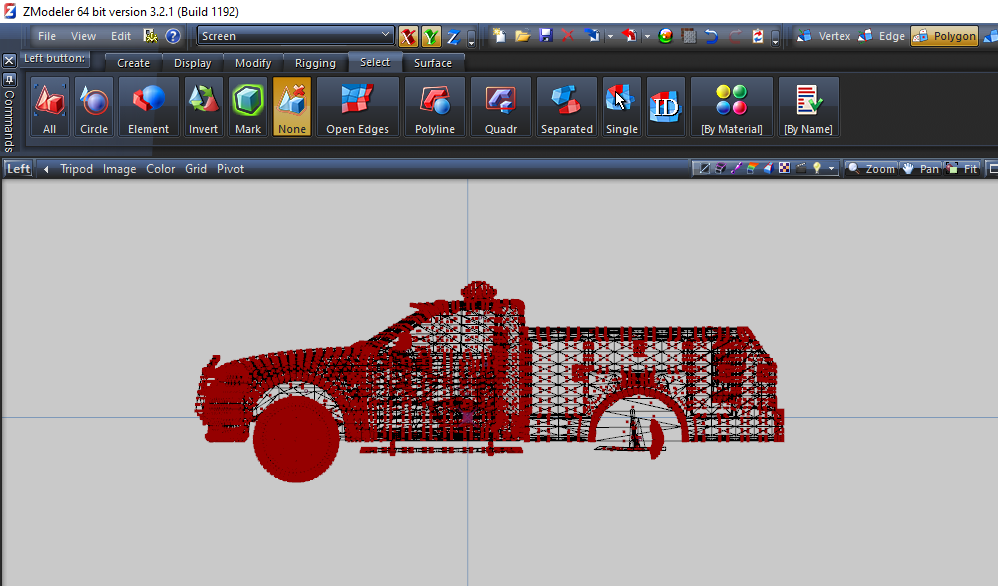 ZModeler 64 bit version 3.2.1 (Build 1192)
File View Edit ? Screen X Y Z Vertex Edge Polygon
Left button: Create Display Modify Rigging Select Surface
Commands
All Circle Element Invert Mark None Open Edges Polyline Quadr Separated Single ID [By Material] [By Name]
Left Tripod Image Color Grid Pivot Zoom Pan Fit